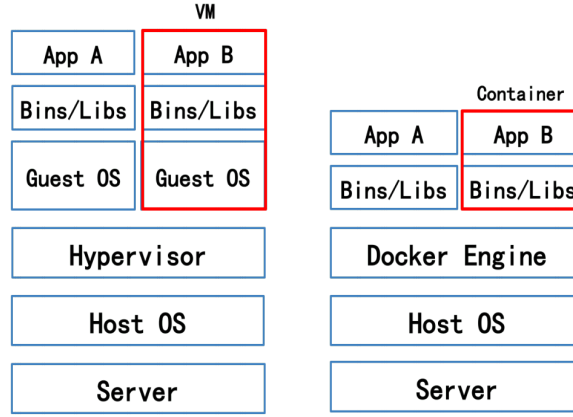 VM
App A App B
Bins/Libs Bins/Libs
Guest OS Guest OS
Hypervisor
Host OS
Server
Container
App A App B
Bins/Libs Bins/Libs
Docker Engine
Host OS
Server